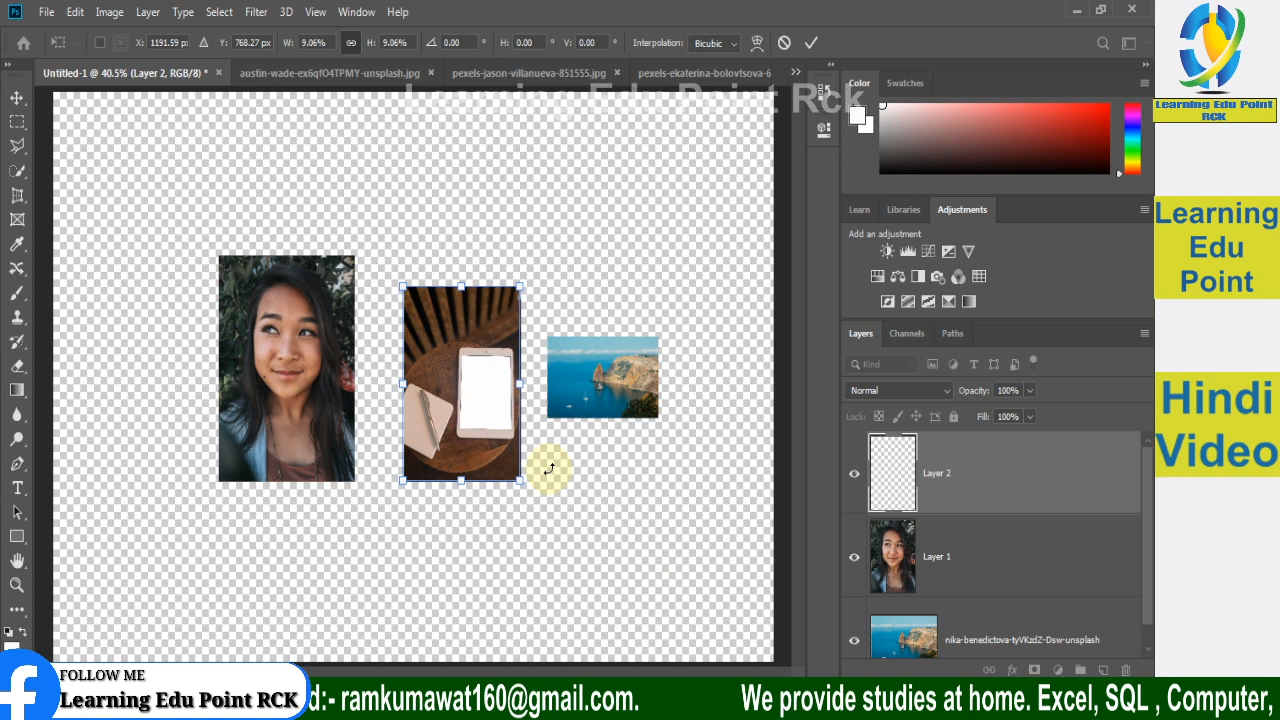 Ps File Edit Image Layer Type Select Filter 3D View Window Help
X: 1191.59 px Y: 768.27 px W: 9.06% H: 9.06% 0.00 ° H: 0.00 ° V: 0.00 ° Interpolation: Bicubic
Untitled-1 @ 40.5% (Layer 2, RGB/8) * × austin-wade-ex6qfO4TPMY-unsplash.jpg × pexels-jason-villanueva-851555.jpg × pexels-ekaterina-bolovtsova-6
Learning Edu Point Rck
Color Swatches
Learn Libraries Adjustments
Add an adjustment
Layers Channels Paths
Kind
Normal Opacity: 100%
Lock: Fill: 100%
Layer 2
Layer 1
nika-benedictova-tyVKzdZ-Dsw-unsplash
Learning Edu Point
RCK
Learning
Edu
Point
Hindi
Video
FOLLOW ME
Learning Edu Point RCK
d:- ramkumawat160@gmail.com. We provide studies at home. Excel, SQL , Computer,